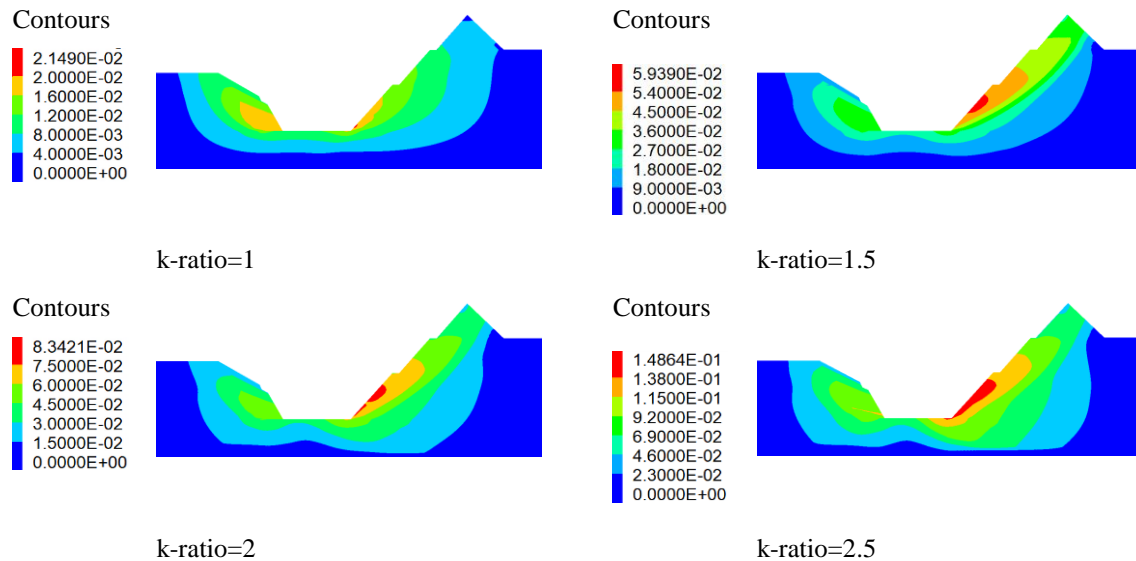 Contours
2.1490E-02
2.0000E-02
1.6000E-02
1.2000E-02
8.0000E-03
4.0000E-03
0.0000E+00
k-ratio=1
Contours
5.9390E-02
5.4000E-02
4.5000E-02
3.6000E-02
2.7000E-02
1.8000E-02
9.0000E-03
0.0000E+00
k-ratio=1.5
Contours
8.3421E-02
7.5000E-02
6.0000E-02
4.5000E-02
3.0000E-02
1.5000E-02
0.0000E+00
k-ratio=2
Contours
1.4864E-01
1.3800E-01
1.1500E-01
9.2000E-02
6.9000E-02
4.6000E-02
2.3000E-02
0.0000E+00
k-ratio=2.5